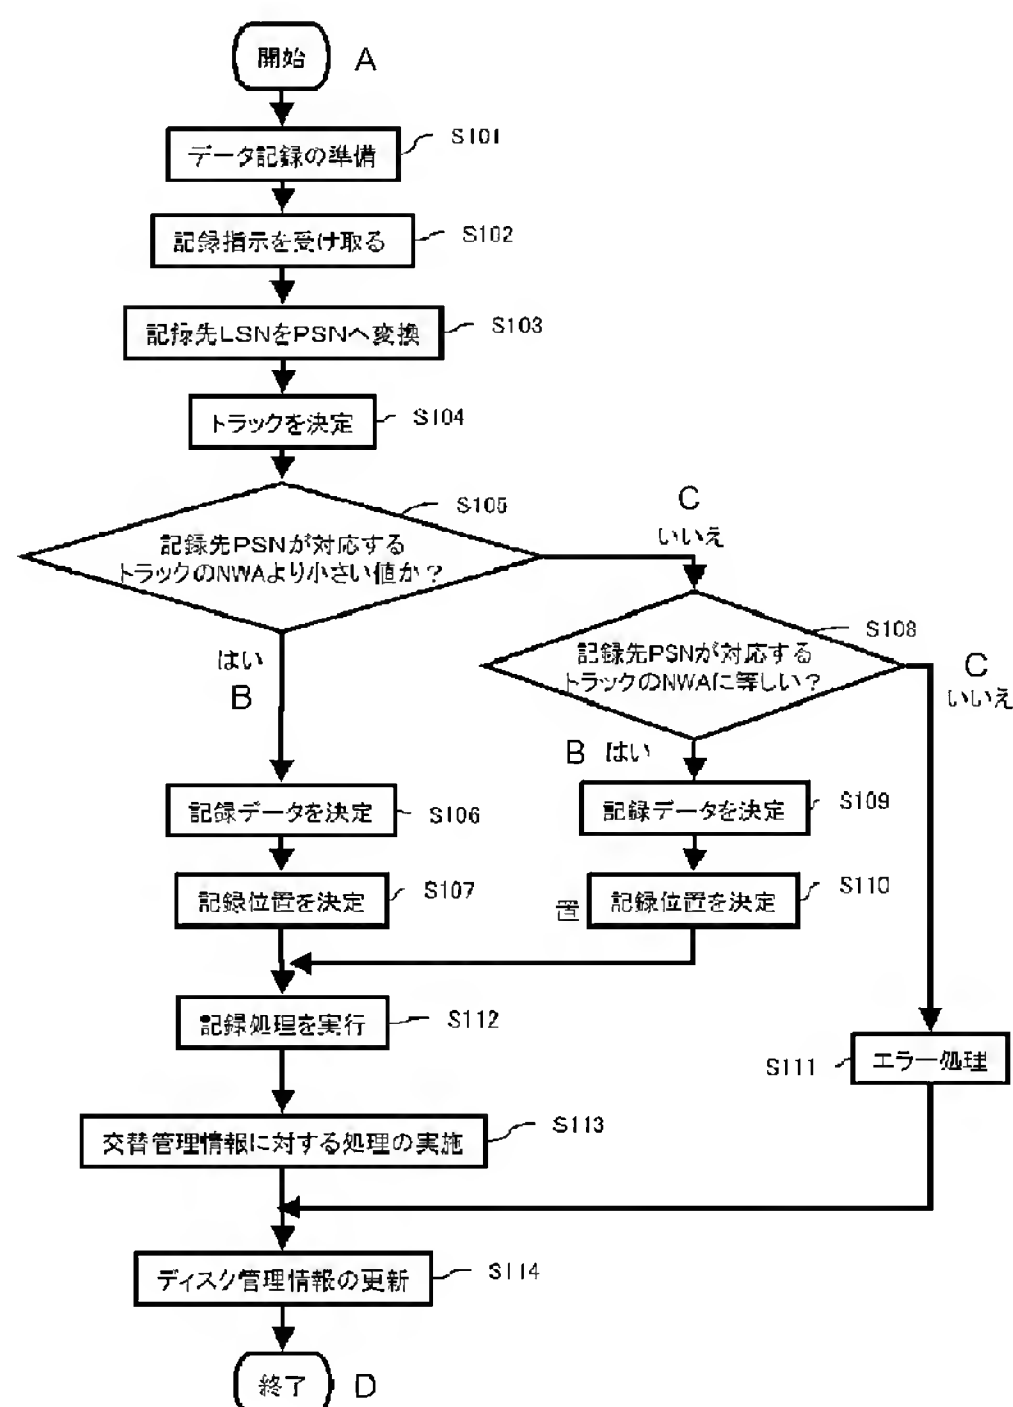 開始 A
データ記録の準備 S101
記録指示を受け取る S102
記録先LSNをPSNへ変換 S103
トラックを決定 S104
S105
記録先PSNが対応する
トラックのNWAより小さい値か？
C
いいえ
はい
B
S108
記録先PSNが対応する
トラックのNWAに等しい？
C
いいえ
B はい
記録データを決定 S106
記録データを決定 S109
記録位置を決定 S107
置 記録位置を決定 S110
記録処理を実行 S112
S111 エラー処理
交替管理情報に対する処理の実施 S113
ディスク管理情報の更新 S114
終了 D